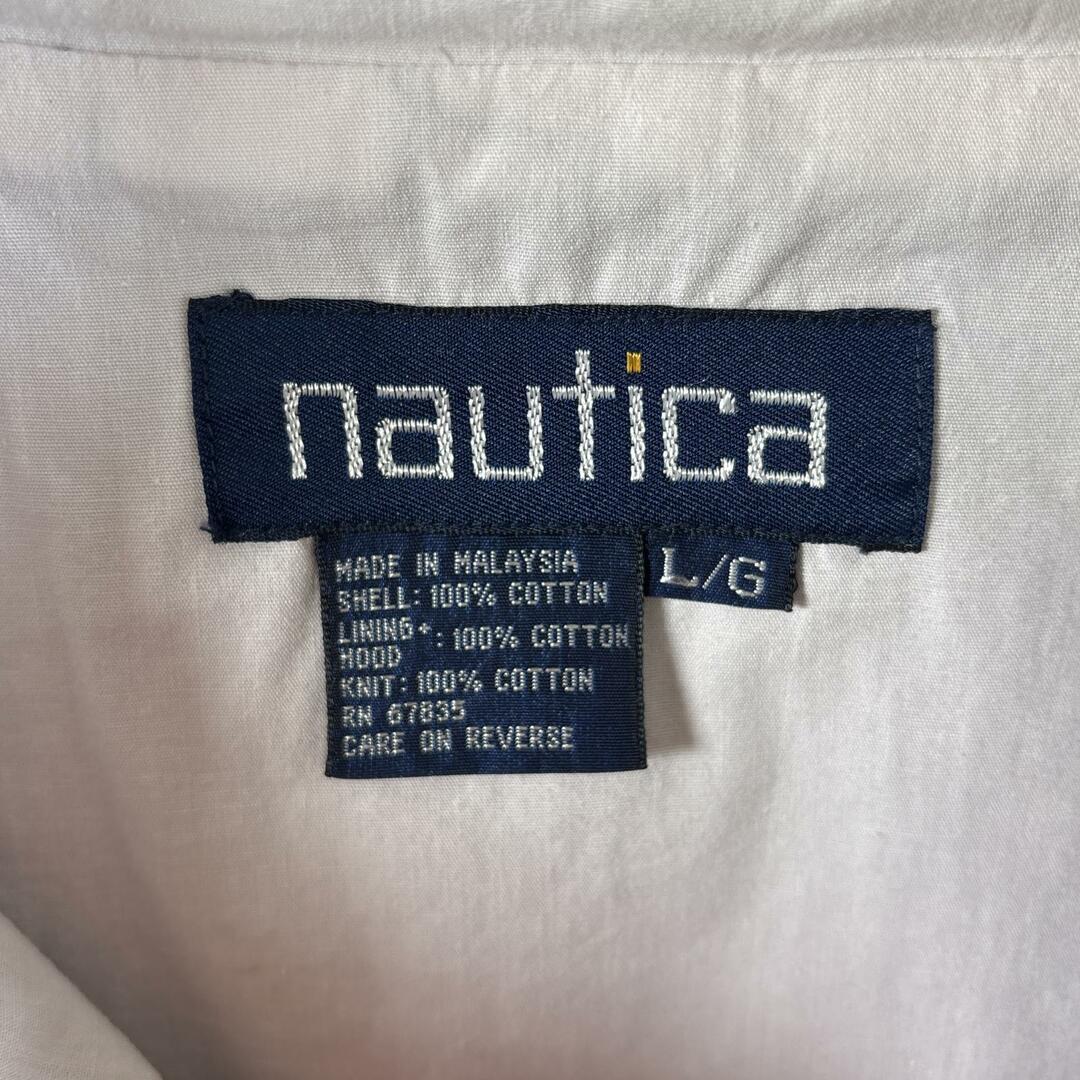 nautica
L/G
MADE IN MALAYSIA
SHELL: 100% COTTON
LINING+
HOOD : 100% COTTON
KNIT: 100% COTTON
RN 67835
CARE ON REVERSE